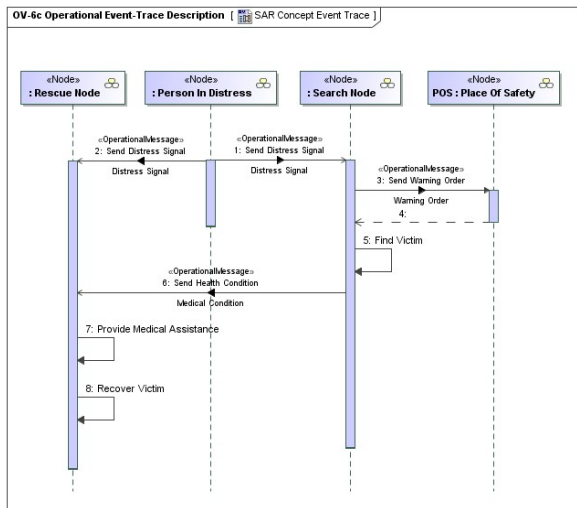 OV-6c Operational Event-Trace Description [ SAR Concept Event Trace ]
«Node»
: Rescue Node
«Node»
: Person In Distress
«Node»
: Search Node
«Node»
POS : Place Of Safety
«OperationalMessage»
2: Send Distress Signal
Distress Signal
«OperationalMessage»
1: Send Distress Signal
Distress Signal
«OperationalMessage»
3: Send Warning Order
Warning Order
4:
5: Find Victim
«OperationalMessage»
6: Send Health Condition
Medical Condition
7: Provide Medical Assistance
8: Recover Victim